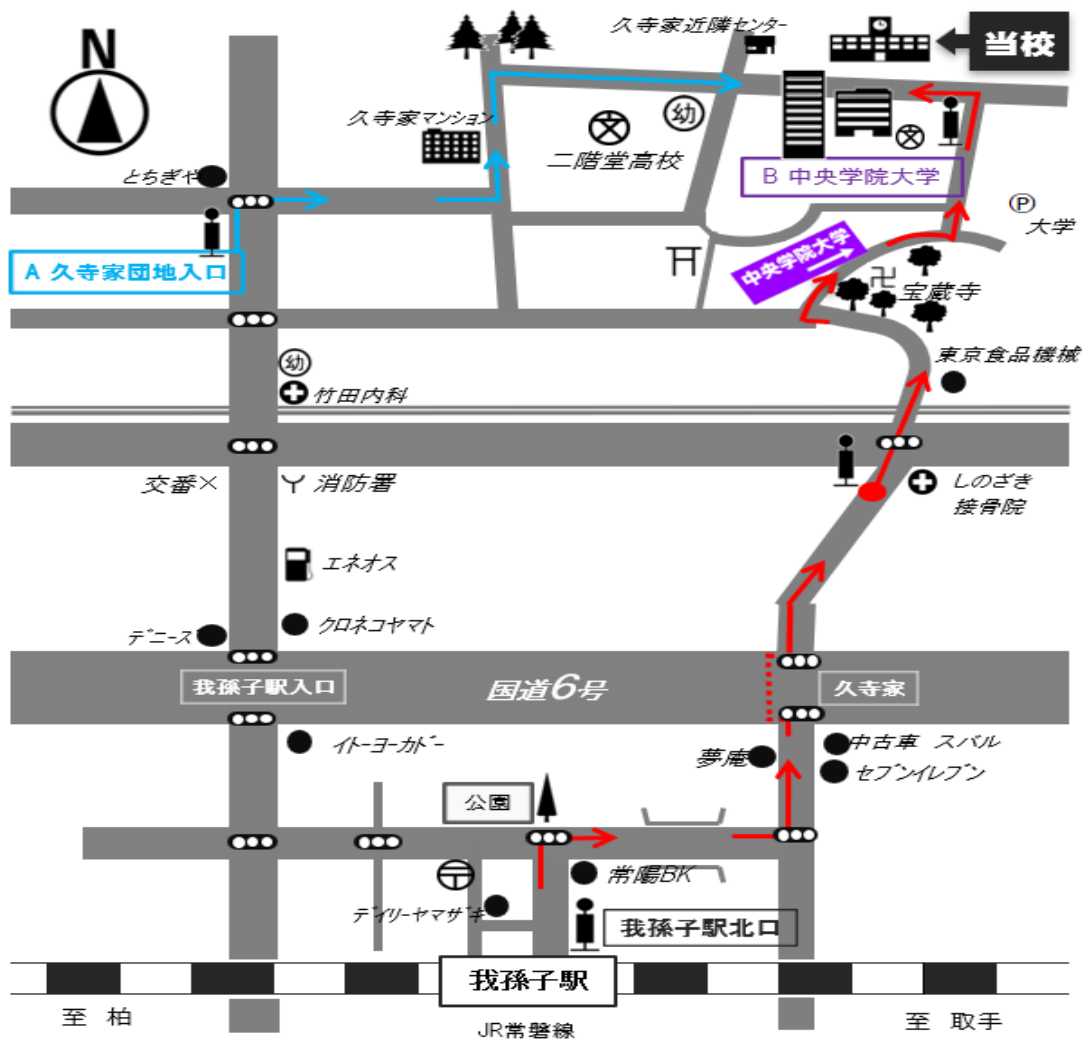 N
久寺家近隣センター
当校
久寺家マンション
幼
文
二階堂高校
文
とちぎや
B 中央学院大学
P
大学
A 久寺家団地入口
中央学院大学
卍
宝蔵寺
幼
竹田内科
東京食品機械
交番×
Y 消防署
しのざき
接骨院
エネオス
クロネコヤマト
デニーズ
我孫子駅入口
国道6号
久寺家
イトーヨーカドー
夢庵
中古車 スバル
セブンイレブン
公園
〒
常陽BK
デイリーヤマザキ
我孫子駅北口
我孫子駅
至 柏
JR常磐線
至 取手